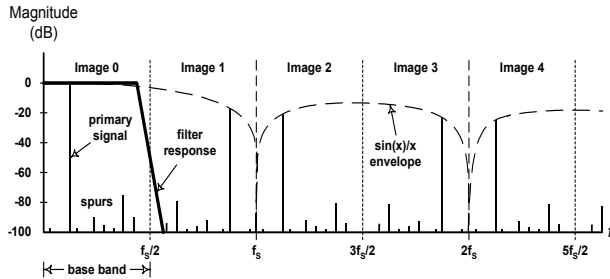 Magnitude
(dB)
Image 0
Image 1
Image 2
Image 3
Image 4
0
-20
-40
-60
-80
-100
primary
signal
filter
response
sin(x)/x
envelope
spurs
fs/2
fs
3fs/2
2fs
5fs/2
f
base band